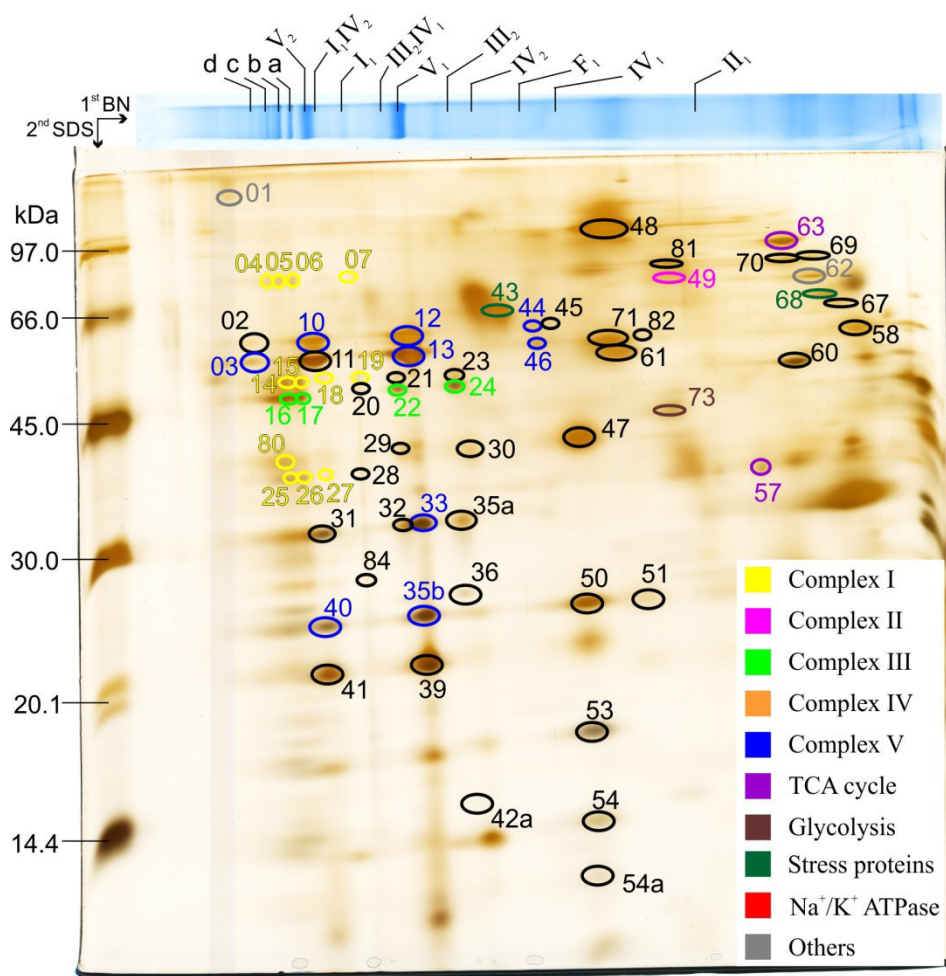 d c b a V₂ I₁IV₂ I₁ III₂IV₁ V₁ III₂ IV₂ F₁ IV₁ II₁
1ˢᵗ BN
2ⁿᵈ SDS
kDa
01
48
63
97.0
04 05 06 07
81
70 69
49
62
43
68
67
66.0
02 10 12 44 45 71 82 58
03 11 13 46 61 60
14 15 18 19 21 23
16 17 20 22 24 73
45.0
80 29 30 47
25 26 27 28 57
31 32 33 35a
30.0
84 36 50 51
40 35b
41 39
20.1
53
42a 54
14.4
54a
Complex I
Complex II
Complex III
Complex IV
Complex V
TCA cycle
Glycolysis
Stress proteins
Na⁺/K⁺ ATPase
Others